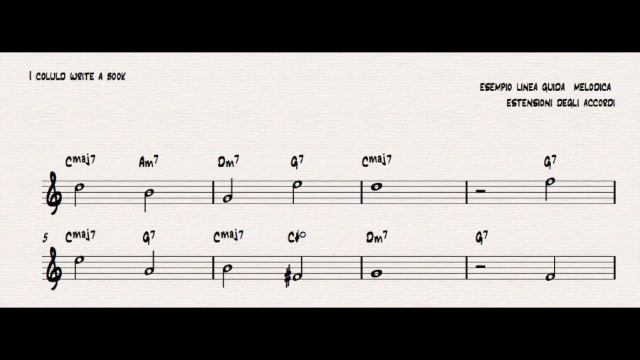 I COLULD WRITE A BOOK
ESEMPIO LINEA GUIDA MELODICA
ESTENSIONI DEGLI ACCORDI
Cmaj7 Am7 Dm7 G7 Cmaj7 G7
5 Cmaj7 G7 Cmaj7 C#o Dm7 G7